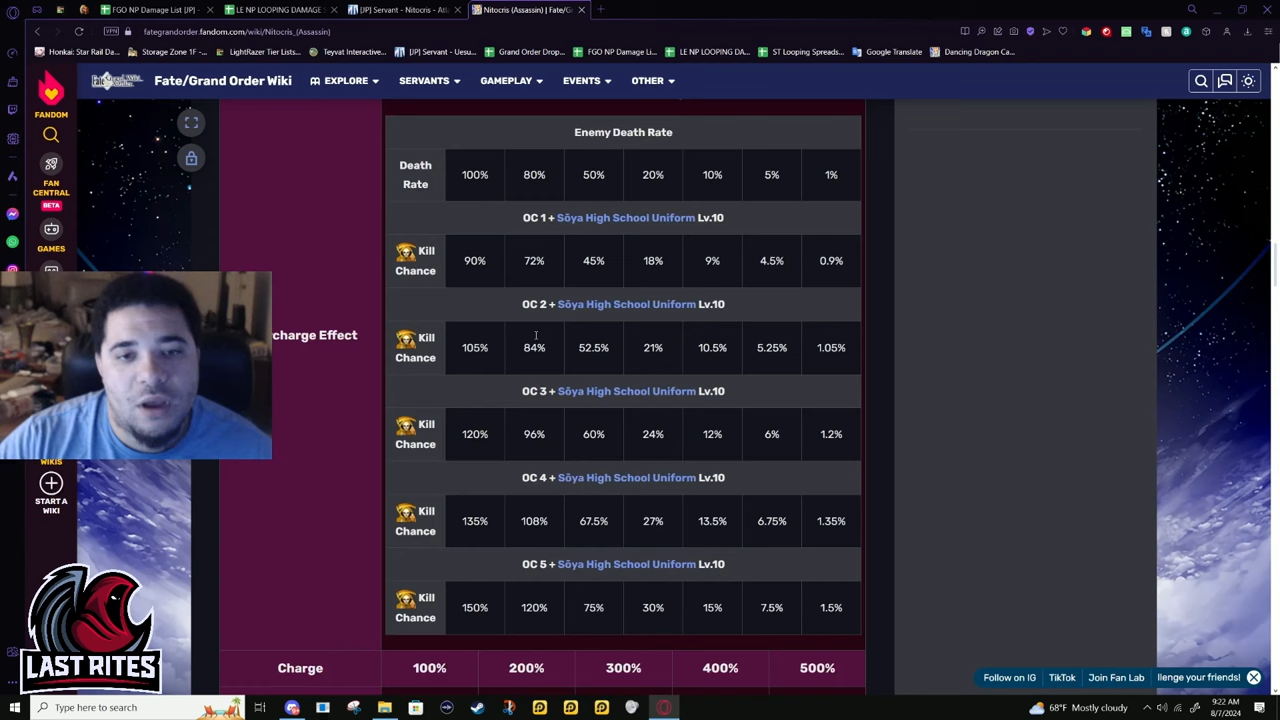 FGO NP Damage List [JP] -
LE NP LOOPING DAMAGE
[JP] Servant - Nitocris - Atl
Nitocris (Assassin) | Fate/G
VPN
fategrandorder.fandom.com/wiki/Nitocris_(Assassin)
Honkai: Star Rail Da...
Storage Zone 1F -...
LightRazer Tier Lists...
Teyvat Interactive...
[JP] Servant - Uesu...
Grand Order Drop...
FGO NP Damage Li...
LE NP LOOPING DA...
ST Looping Spreads...
Google Translate
Dancing Dragon Ca...
Fate/Grand Order Wiki
EXPLORE
SERVANTS
GAMEPLAY
EVENTS
OTHER
FANDOM
FAN
CENTRAL
BETA
GAMES
WIKIS
START A
WIKI
Enemy Death Rate
Death
Rate
100% 80% 50% 20% 10% 5% 1%
OC 1 + Sōya High School Uniform Lv.10
Kill
Chance
90% 72% 45% 18% 9% 4.5% 0.9%
OC 2 + Sōya High School Uniform Lv.10
Kill
Chance
105% 84% 52.5% 21% 10.5% 5.25% 1.05%
OC 3 + Sōya High School Uniform Lv.10
Kill
Chance
120% 96% 60% 24% 12% 6% 1.2%
OC 4 + Sōya High School Uniform Lv.10
Kill
Chance
135% 108% 67.5% 27% 13.5% 6.75% 1.35%
OC 5 + Sōya High School Uniform Lv.10
Kill
Chance
150% 120% 75% 30% 15% 7.5% 1.5%
charge Effect
Charge 100% 200% 300% 400% 500%
LAST RITES
Follow on IG
TikTok
Join Fan Lab
llenge your friends!
Type here to search
68°F Mostly cloudy
9:22 AM
8/7/2024